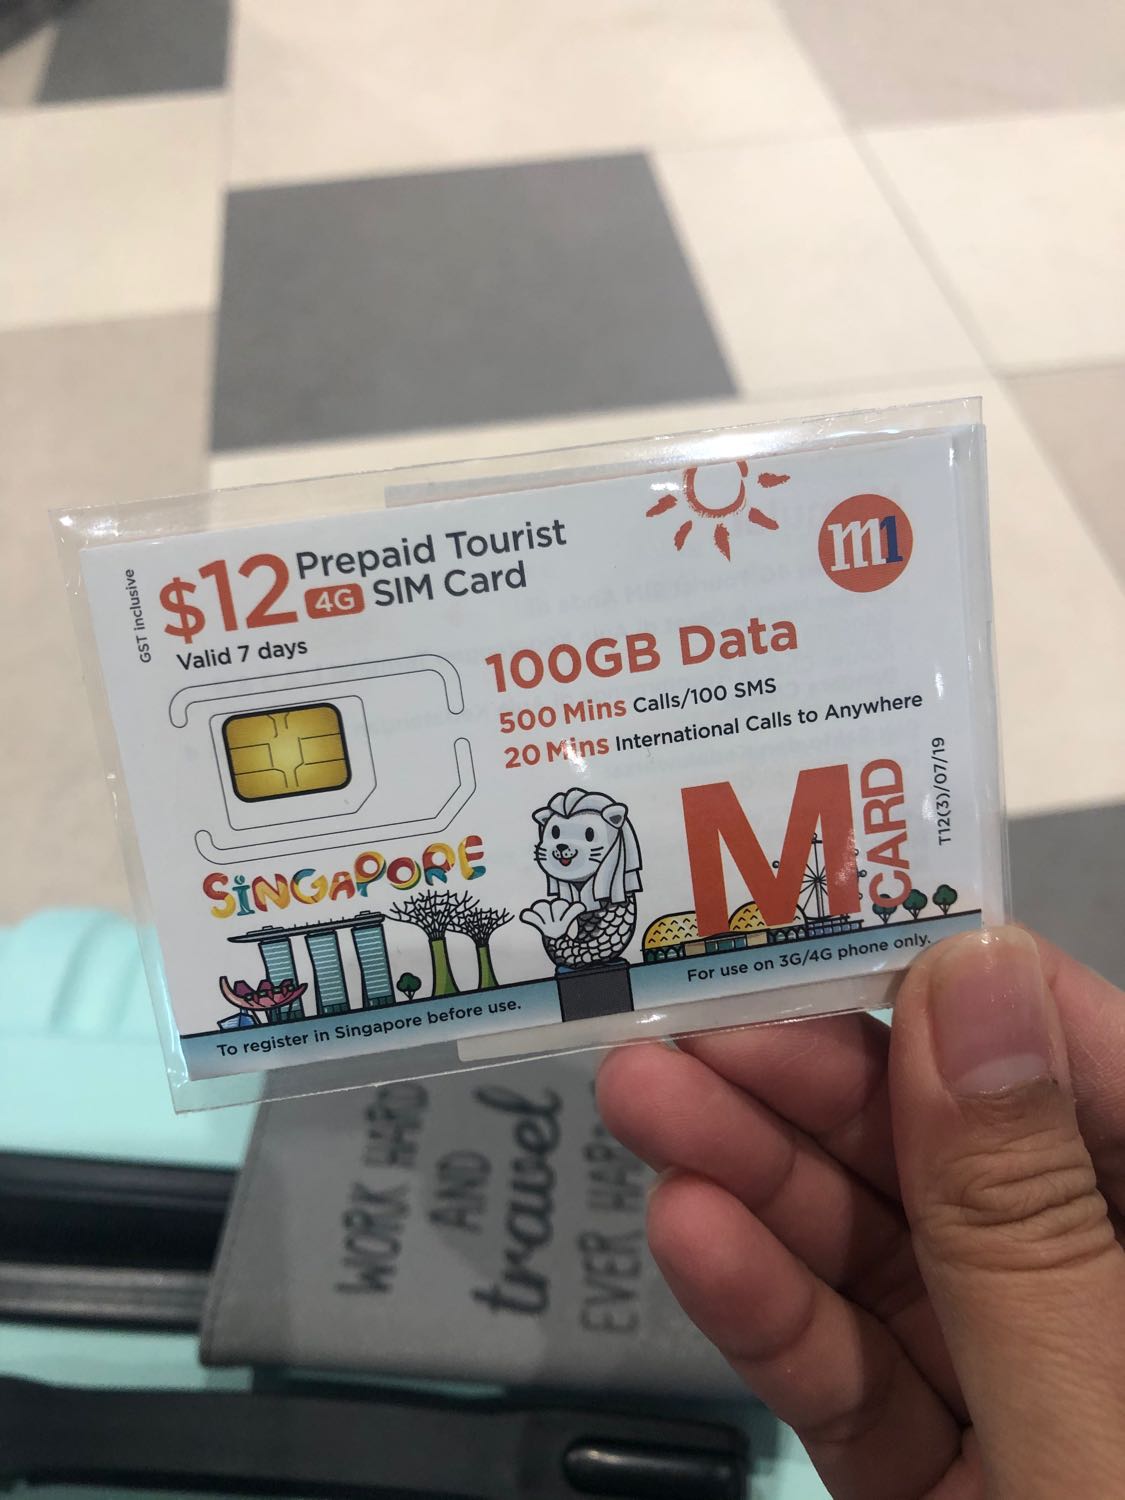 GST inclusive
$12 Prepaid Tourist
4G SIM Card
Valid 7 days
m1
100GB Data
500 Mins Calls/100 SMS
20 Mins International Calls to Anywhere
SINGAPORE
M CARD
T12(3)/07/19
To register in Singapore before use.
For use on 3G/4G phone only.
WORK HARD
AND
travel
EVER